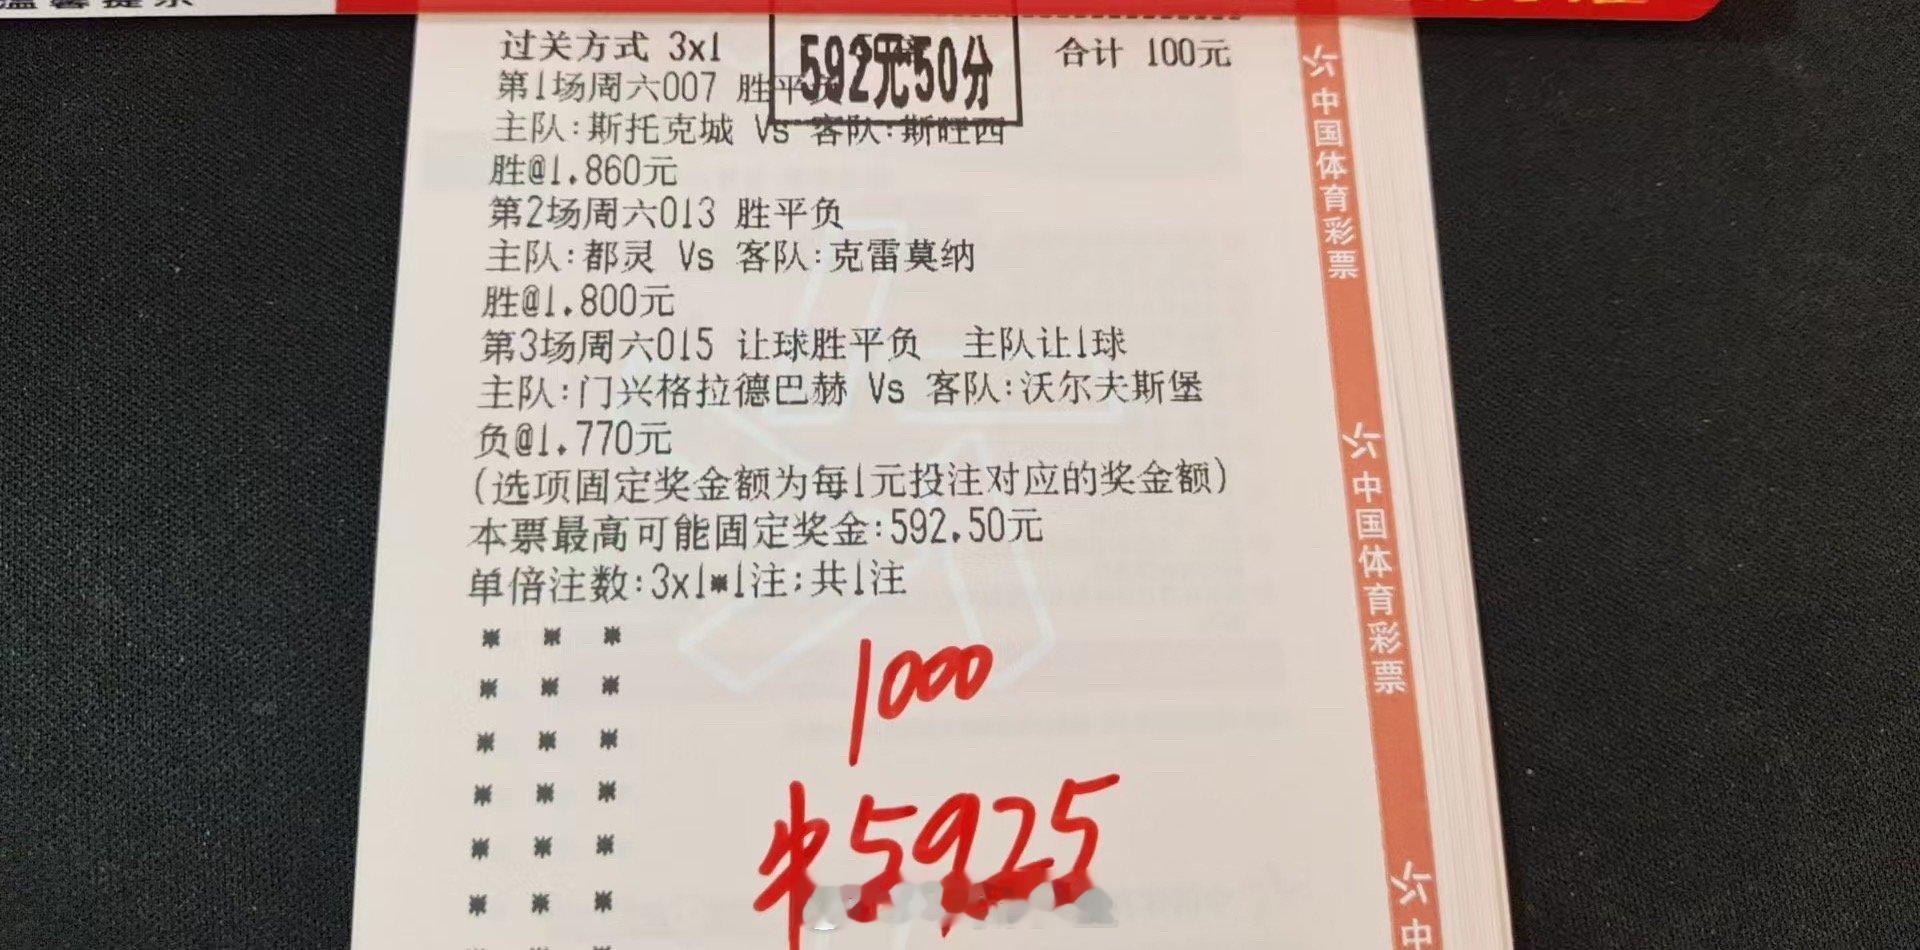 温馨提示
过关方式 3x1
592元50分
合计 100元
第1场周六007 胜平负
主队:斯托克城 Vs 客队:斯旺西
胜@1.860元
第2场周六013 胜平负
主队:都灵 Vs 客队:克雷莫纳
胜@1.800元
第3场周六015 让球胜平负 主队让1球
主队:门兴格拉德巴赫 Vs 客队:沃尔夫斯堡
负@1.770元
(选项固定奖金额为每1元投注对应的奖金额)
本票最高可能固定奖金:592.50元
单倍注数:3x1*1注;共1注
1000
中5925
中国体育彩票
中国体育彩票
中